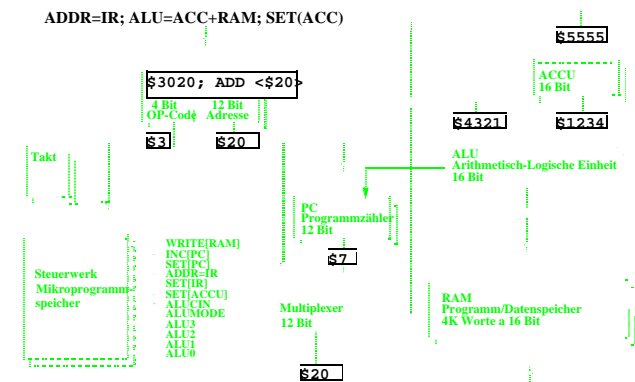 ADDR=IR; ALU=ACC+RAM; SET(ACC)
$5555
$3020; ADD <$20>
ACCU
16 Bit
4 Bit 12 Bit
OP-Code Adresse
$4321 $1234
$3 $20
Takt
ALU
Arithmetisch-Logische Einheit
16 Bit
PC
Programmzähler
12 Bit
$7
WRITE[RAM]
INC[PC]
SET[PC]
ADDR=IR
SET[IR]
SET[ACCU]
ALUCIN
ALUMODE
ALU3
ALU2
ALU1
ALU0
Steuerwerk
Mikroprogramm-
speicher
Multiplexer
12 Bit
RAM
Programm/Datenspeicher
4K Worte a 16 Bit
$20